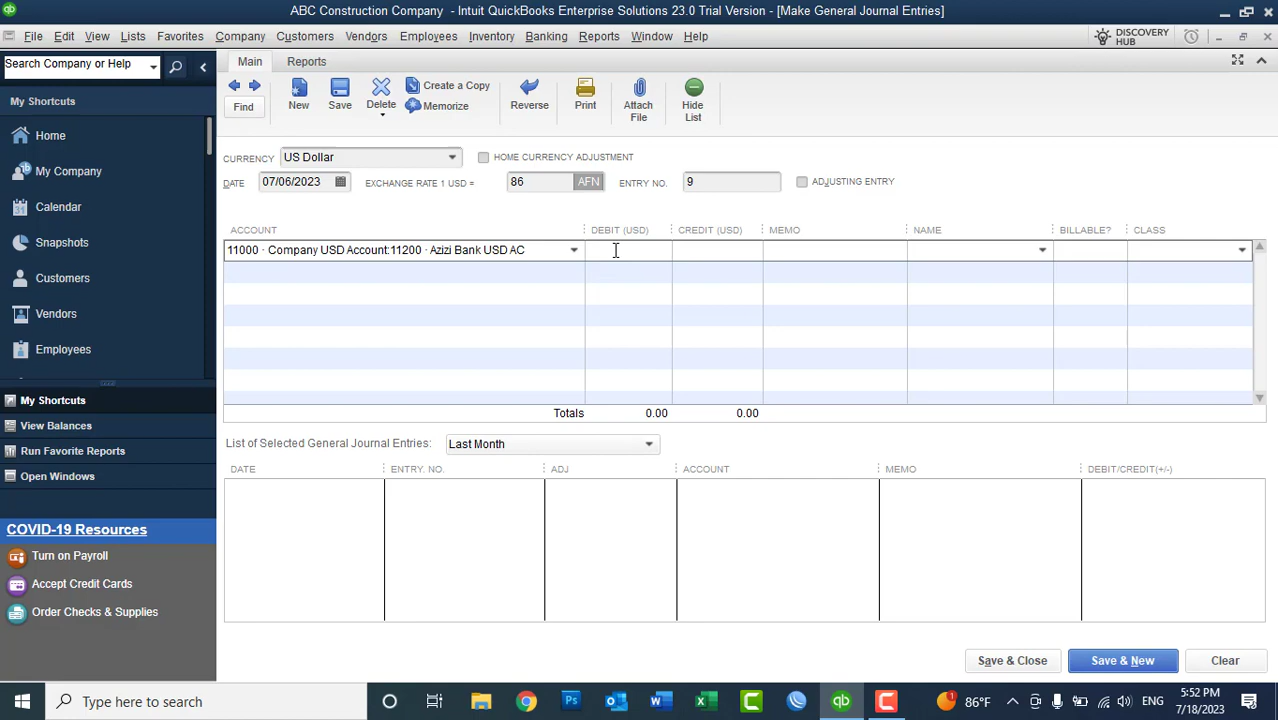 ABC Construction Company - Intuit QuickBooks Enterprise Solutions 23.0 Trial Version - [Make General Journal Entries]
File Edit View Lists Favorites Company Customers Vendors Employees Inventory Banking Reports Window Help DISCOVERY HUB
Search Company or Help
Main Reports
Find New Save Delete Create a Copy Memorize Reverse Print Attach File Hide List
My Shortcuts
Home
My Company
Calendar
Snapshots
Customers
Vendors
Employees
My Shortcuts
View Balances
Run Favorite Reports
Open Windows
COVID-19 Resources
Turn on Payroll
Accept Credit Cards
Order Checks & Supplies
CURRENCY US Dollar HOME CURRENCY ADJUSTMENT
DATE 07/06/2023 EXCHANGE RATE 1 USD = 86 AFN ENTRY NO. 9 ADJUSTING ENTRY
ACCOUNT DEBIT (USD) CREDIT (USD) MEMO NAME BILLABLE? CLASS
11000 · Company USD Account:11200 · Azizi Bank USD AC
Totals 0.00 0.00
List of Selected General Journal Entries: Last Month
DATE ENTRY. NO. ADJ ACCOUNT MEMO DEBIT/CREDIT(+/-)
Save & Close Save & New Clear
Type here to search
Ps
qb
1
86°F
ENG
5:52 PM
7/18/2023